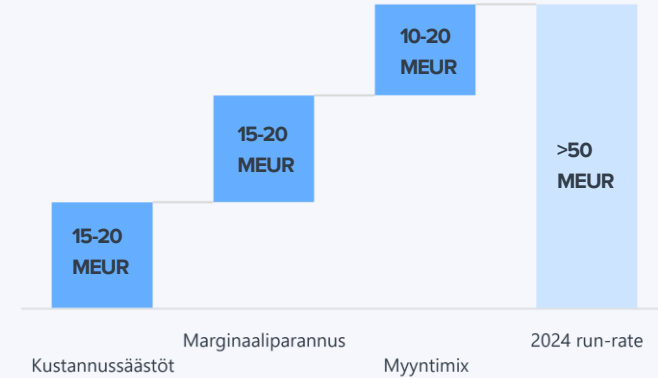 10-20
MEUR
15-20
MEUR
>50
MEUR
15-20
MEUR
Marginaaliparannus
2024 run-rate
Kustannussäästöt
Myyntimix